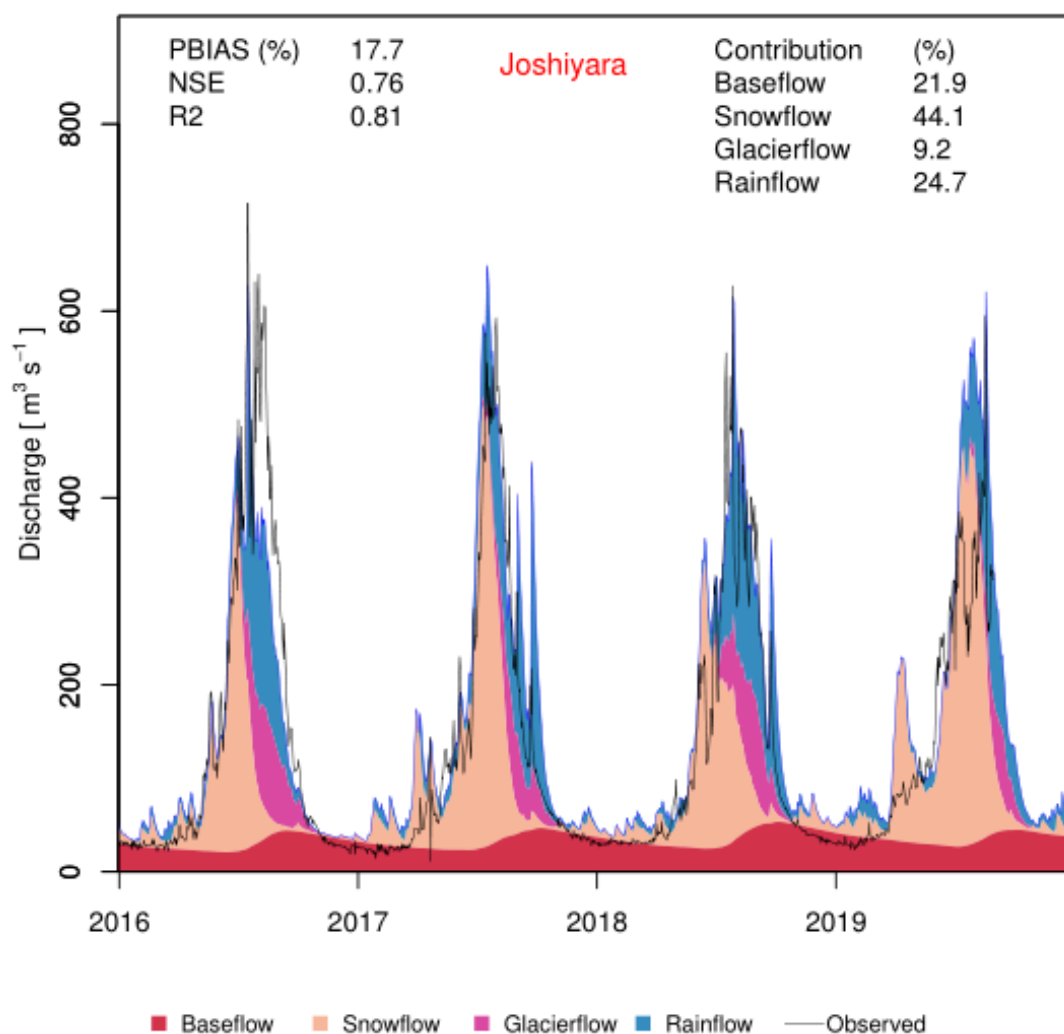 PBIAS (%) 17.7
NSE 0.76
R2 0.81
Joshiyara
Contribution (%)
Baseflow 21.9
Snowflow 44.1
Glacierflow 9.2
Rainflow 24.7
Discharge [ m³ s⁻¹ ]
800
600
400
200
0
2016 2017 2018 2019
Baseflow Snowflow Glacierflow Rainflow Observed